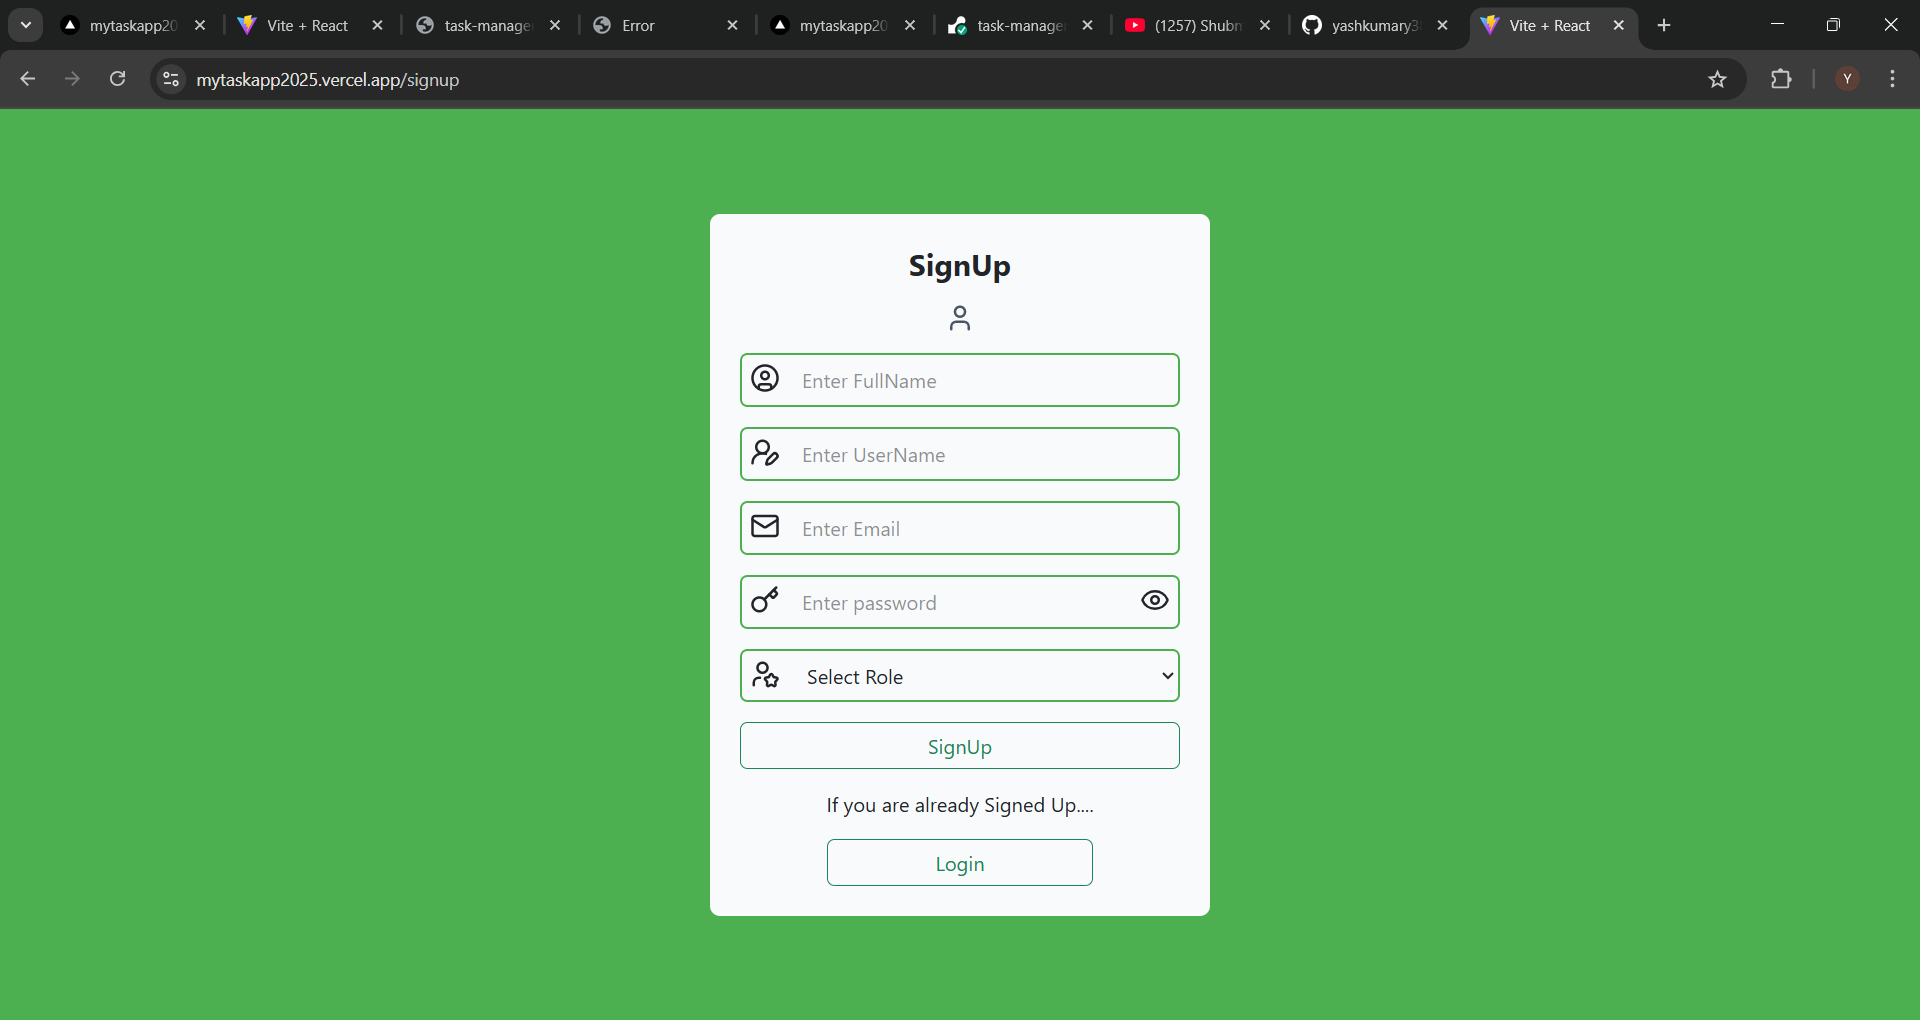 mytaskapp20
Vite + React
task-manage
Error
mytaskapp20
task-manage
(1257) Shubm
yashkumary3
Vite + React
mytaskapp2025.vercel.app/signup
Y
SignUp
Enter FullName
Enter UserName
Enter Email
Enter password
Select Role
SignUp
If you are already Signed Up....
Login